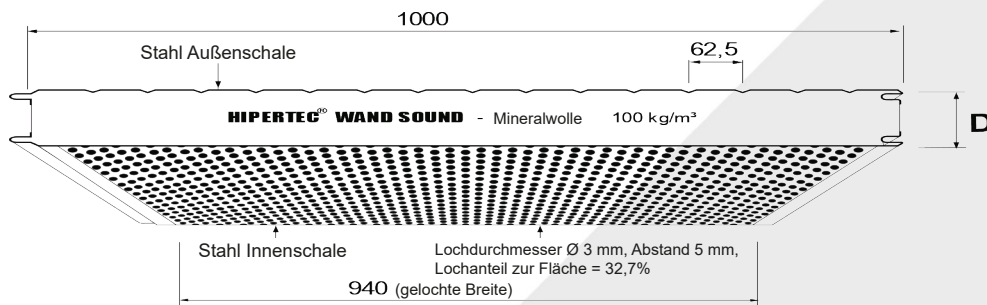 1000
Stahl Außenschale
62,5
HIPERTEC® WAND SOUND - Mineralwolle 100 kg/m³
D
Stahl Innenschale
Lochdurchmesser Ø 3 mm, Abstand 5 mm,
Lochanteil zur Fläche = 32,7%
940 (gelochte Breite)